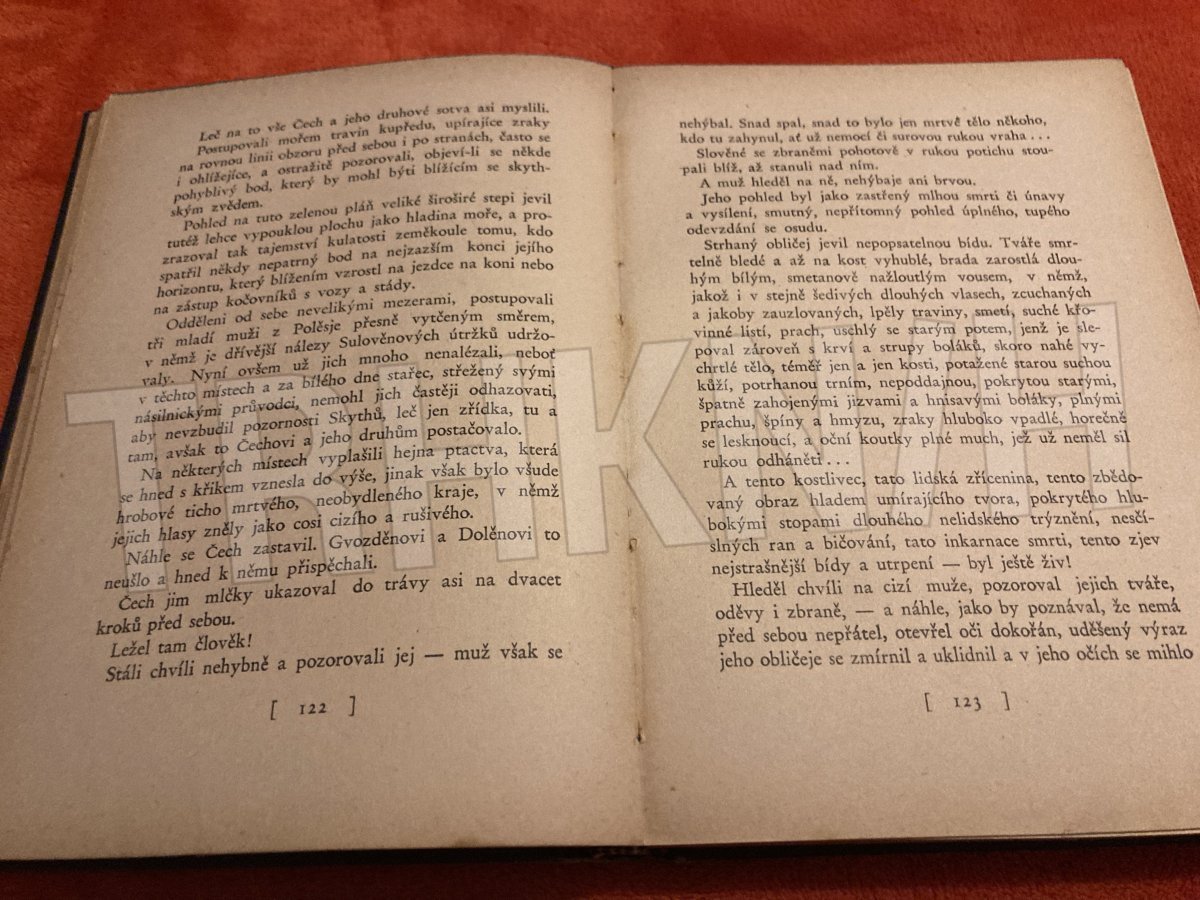 Leč na to vše Čech a jeho druhové sotva asi myslili.
Postupovali mořem travin kupředu, upírajíce zraky
na rovnou linii obzoru před sebou i po stranách, často se
i ohlížejíce, a ostražitě pozorovali, objeví-li se někde
pohyblivý bod, který by mohl býti blížícím se skyth-
ským zvědem.
Pohled na tuto zelenou pláň veliké široširé stepi jevil
tutéž lehce vypouklou plochu jako hladina moře, a pro-
zrazoval tak tajemství kulatosti zeměkoule tomu, kdo
spatřil někdy nepatrný bod na nejzazším konci jejího
horizontu, který blížením vzrostl na jezdce na koni nebo
na zástup kočovníků s vozy a stády.
Odděleni od sebe nevelikými mezerami, postupovali
tři mladí muži z Polěsje přesně vytčeným směrem,
v němž je dřívější nálezy Sulověnových útržků udržo-
valy. Nyní ovšem už jich mnoho nenalézali, neboť
v těchto místech a za bílého dne stařec, střežený svými
násilnickými průvodci, nemohl jich častěji odhazovati,
aby nevzbudil pozornosti Skythů, leč jen zřídka, tu a
tam, avšak to Čechovi a jeho druhům postačovalo.
Na některých místech vyplašili hejna ptactva, která
se hned s křikem vznesla do výše, jinak však bylo všude
hrobové ticho mrtvého, neobydleného kraje, v němž
jejich hlasy zněly jako cosi cizího a rušivého.
Náhle se Čech zastavil. Gvozděnovi a Dolěnovi to
neušlo a hned k němu přispěchali.
Čech jim mlčky ukazoval do trávy asi na dvacet
kroků před sebou.
Ležel tam člověk!
Stáli chvíli nehybně a pozorovali jej — muž však se
[ 122 ]
nehýbal. Snad spal, snad to bylo jen mrtvé tělo někoho,
kdo tu zahynul, ať už nemocí či surovou rukou vraha...
Slověné se zbraněmi pohotově v rukou potichu stou-
pali blíž, až stanuli nad ním.
A muž hleděl na ně, nehýbaje ani brvou.
Jeho pohled byl jako zastřený mlhou smrti či únavy
a vysílení, smutný, nepřítomný pohled úplného, tupého
odevzdání se osudu.
Strhaný obličej jevil nepopsatelnou bídu. Tváře smr-
telně bledé a až na kost vyhublé, brada zarostlá dlou-
hým bílým, smetanově nažloutlým vousem, v němž,
jakož i v stejně šedivých dlouhých vlasech, zcuchaných
a jakoby zauzlovaných, lpěly traviny, smetí, suché křo-
vinné listí, prach, uschlý se starým potem, jenž je sle-
poval zároveň s krví a strupy boláků, skoro nahé vy-
chrtlé tělo, téměř jen a jen kosti, potažené starou suchou
kůží, potrhanou trním, nepoddajnou, pokrytou starými,
špatně zahojenými jizvami a hnisavými boláky, plnými
prachu, špíny a hmyzu, zraky hluboko vpadlé, horečně
se lesknoucí, a oční koutky plné much, jež už neměl sil
rukou odháněti...
A tento kostlivec, tato lidská zřícenina, tento zbědo-
vaný obraz hladem umírajícího tvora, pokrytého hlu-
bokými stopami dlouhého nelidského trýznění, nesčí-
slných ran a bičování, tato inkarnace smrti, tento zjev
nejstrašnější bídy a utrpení — byl ještě živ!
Hleděl chvíli na cizí muže, pozoroval jejich tváře,
oděvy i zbraně, — a náhle, jako by poznával, že nemá
před sebou nepřátel, otevřel oči dokořán, uděšený výraz
jeho obličeje se zmírnil a uklidnil a v jeho očích se mihlo
[ 123 ]